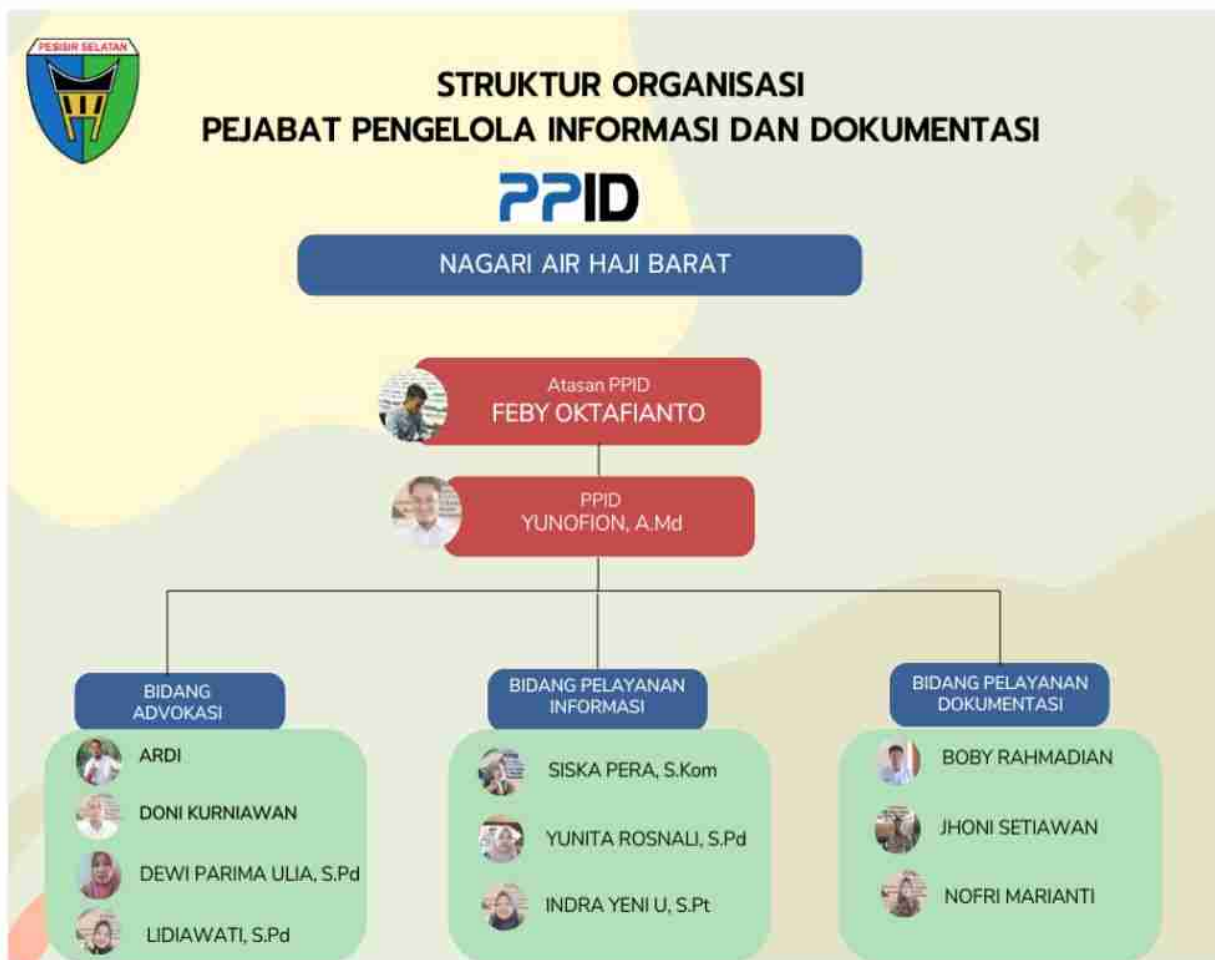 PESISIR SELATAN
STRUKTUR ORGANISASI
PEJABAT PENGELOLA INFORMASI DAN DOKUMENTASI
PPID
NAGARI AIR HAJI BARAT
Atasan PPID
FEBY OKTAFIANTO
PPID
YUNOFION, A.Md
BIDANG
ADVOKASI
ARDI
DONI KURNIAWAN
DEWI PARIMA ULIA, S.Pd
LIDIAWATI, S.Pd
BIDANG PELAYANAN
INFORMASI
SISKA PERA, S.Kom
YUNITA ROSNALI, S.Pd
INDRA YENI U, S.Pt
BIDANG PELAYANAN
DOKUMENTASI
BOBY RAHMADIAN
JHONI SETIAWAN
NOFRI MARIANTI